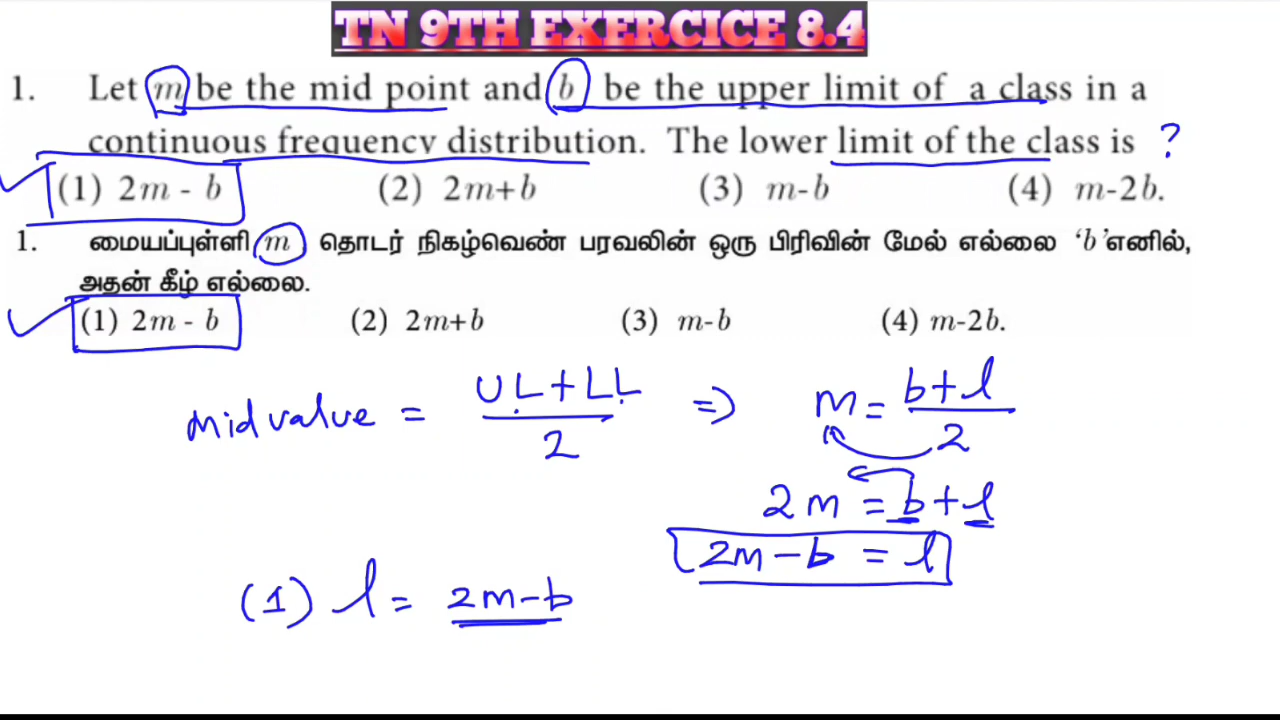 TN 9TH EXERCICE 8.4
1. Let m be the mid point and b be the upper limit of a class in a
continuous frequency distribution. The lower limit of the class is ?
(1) 2m - b (2) 2m+b (3) m-b (4) m-2b.
1. மையப்புள்ளி m தொடர் நிகழ்வெண் பரவலின் ஒரு பிரிவின் மேல் எல்லை ‘b’எனில்,
அதன் கீழ் எல்லை.
(1) 2m - b (2) 2m+b (3) m-b (4) m-2b.
mid value = UL+LL/2 ⇒ m = b+l/2
2m = b+l
2m-b = l
(1) l = 2m-b